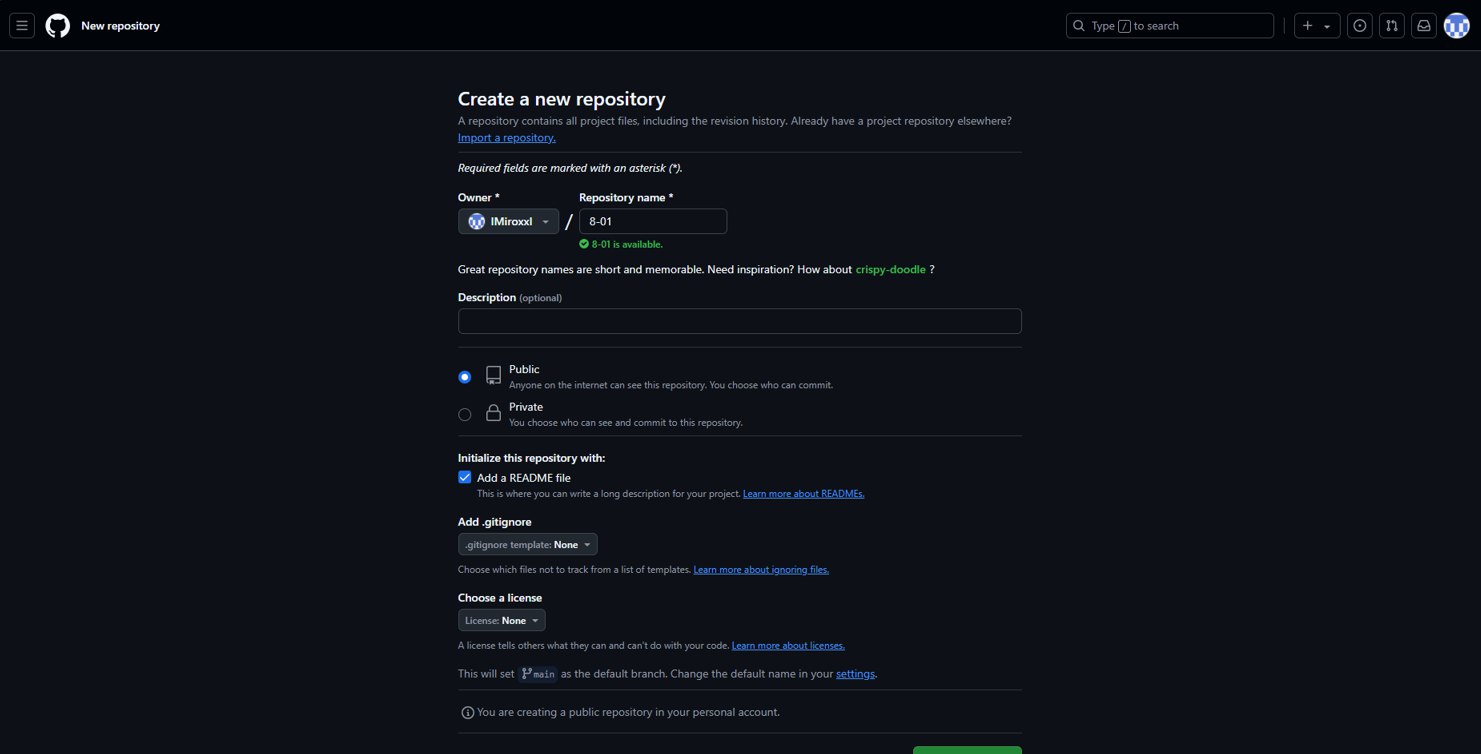 New repository
Type / to search
Create a new repository
A repository contains all project files, including the revision history. Already have a project repository elsewhere?
Import a repository.
Required fields are marked with an asterisk (*).
Owner * Repository name *
IMiroxxl / 8-01
8-01 is available.
Great repository names are short and memorable. Need inspiration? How about crispy-doodle ?
Description (optional)
Public
Anyone on the internet can see this repository. You choose who can commit.
Private
You choose who can see and commit to this repository.
Initialize this repository with:
Add a README file
This is where you can write a long description for your project. Learn more about READMEs.
Add .gitignore
.gitignore template: None
Choose which files not to track from a list of templates. Learn more about ignoring files.
Choose a license
License: None
A license tells others what they can and can't do with your code. Learn more about licenses.
This will set main as the default branch. Change the default name in your settings.
You are creating a public repository in your personal account.